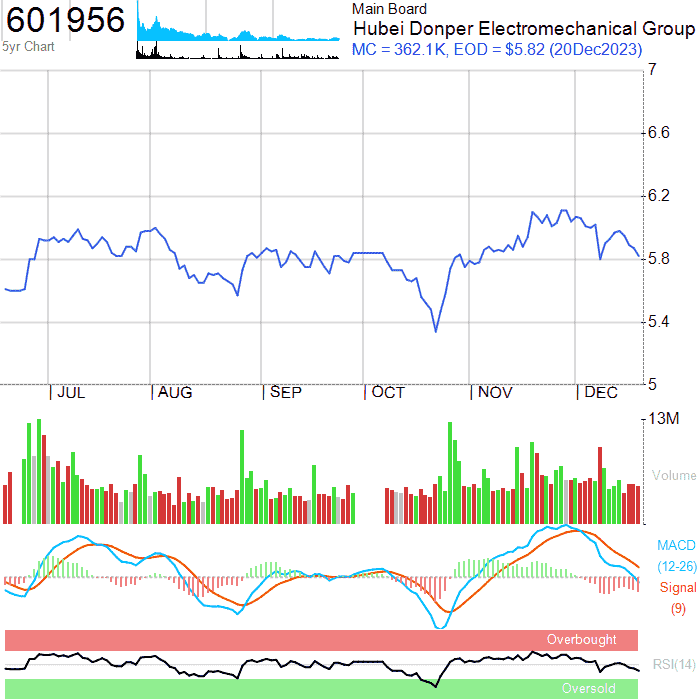 601956
5yr Chart
Main Board
Hubei Donper Electromechanical Group
MC = 362.1K, EOD = $5.82 (20Dec2023)
7
6.6
6.2
5.8
5.4
5
JUL AUG SEP OCT NOV DEC
13M
Volume
MACD
(12-26)
Signal
(9)
Overbought
RSI(14)
Oversold